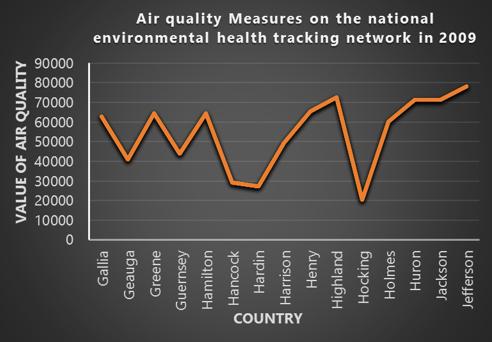 Air quality Measures on the national
environmental health tracking network in 2009
VALUE OF AIR QUALITY
90000
80000
70000
60000
50000
40000
30000
20000
10000
0
Gallia
Geauga
Greene
Guernsey
Hamilton
Hancock
Hardin
Harrison
Henry
Highland
Hocking
Holmes
Huron
Jackson
Jefferson
COUNTRY